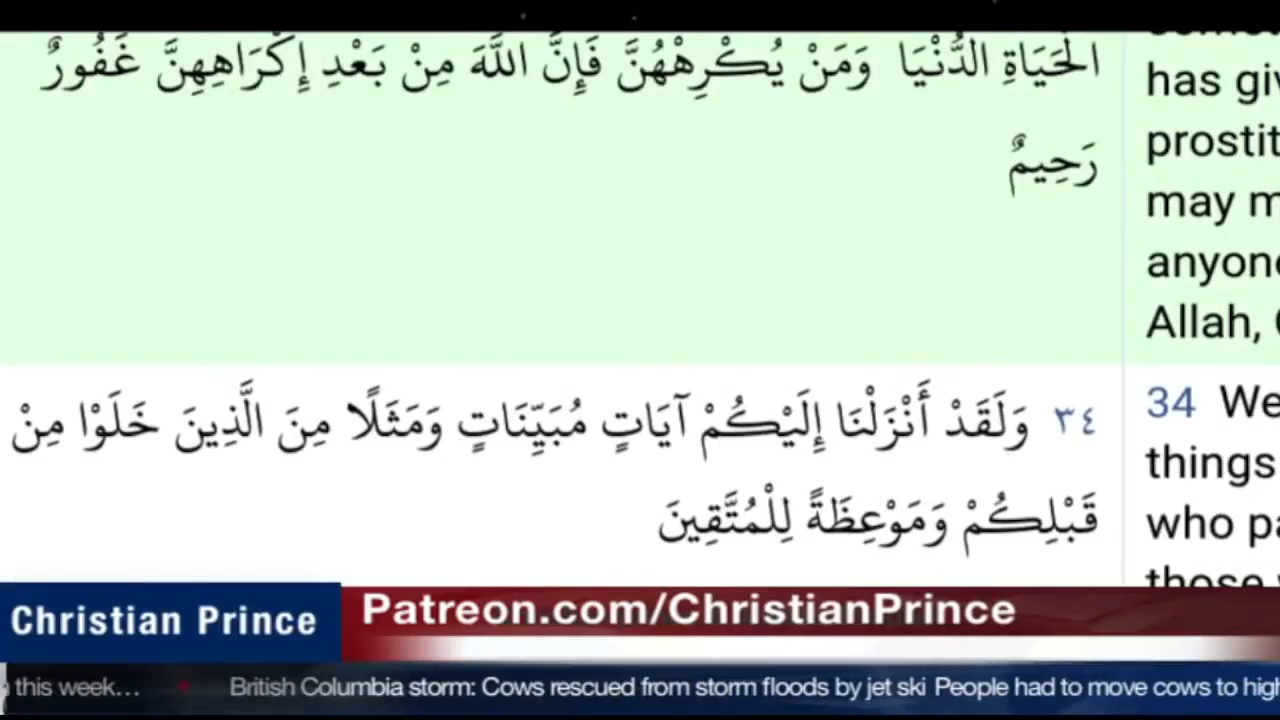 الْحَيَاةِ الدُّنْيَا وَمَنْ يُكْرِهْهُنَّ فَإِنَّ اللَّهَ مِنْ بَعْدِ إِكْرَاهِهِنَّ غَفُورٌ
رَحِيمٌ
has giv
prostit
may m
anyone
Allah,
٣٤ وَلَقَدْ أَنْزَلْنَا إِلَيْكُمْ آيَاتٍ مُبَيِّنَاتٍ وَمَثَلًا مِنَ الَّذِينَ خَلَوْا مِنْ
قَبْلِكُمْ وَمَوْعِظَةً لِلْمُتَّقِينَ
34 We
things
who pa
those
Christian Prince
Patreon.com/ChristianPrince
this week... British Columbia storm: Cows rescued from storm floods by jet ski People had to move cows to high